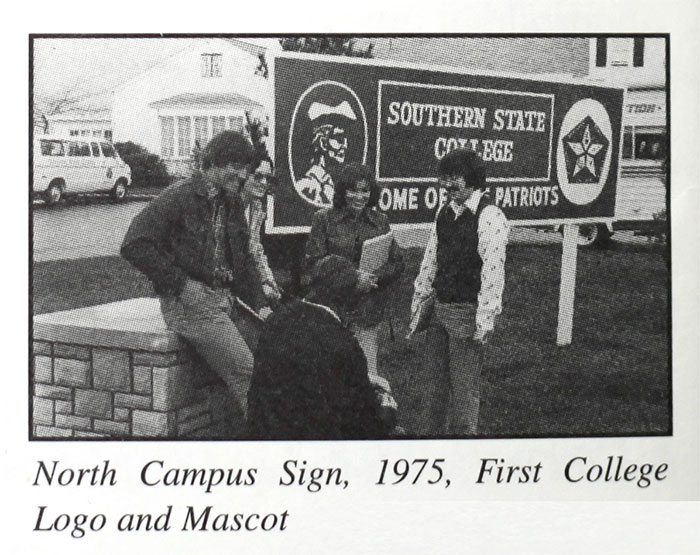 SOUTHERN STATE
COLLEGE
OME OF PATRIOTS
TION
North Campus Sign, 1975, First College
Logo and Mascot